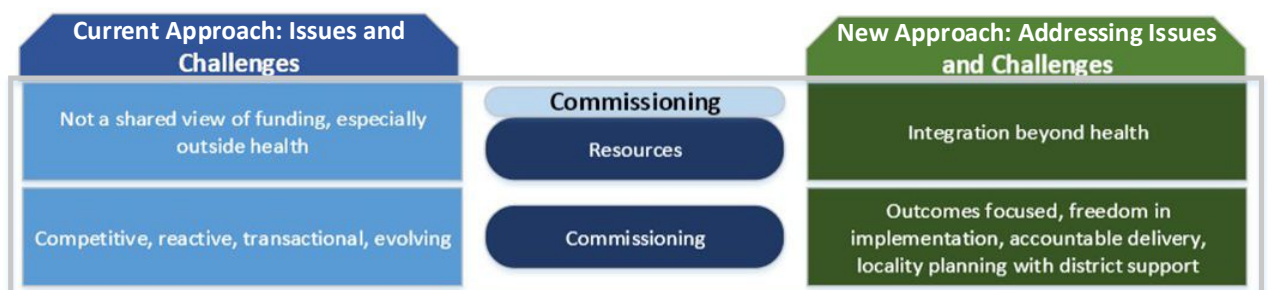 Current Approach: Issues and
Challenges
New Approach: Addressing Issues
and Challenges
Commissioning
Not a shared view of funding, especially
outside health
Resources
Integration beyond health
Competitive, reactive, transactional, evolving
Commissioning
Outcomes focused, freedom in
implementation, accountable delivery,
locality planning with district support